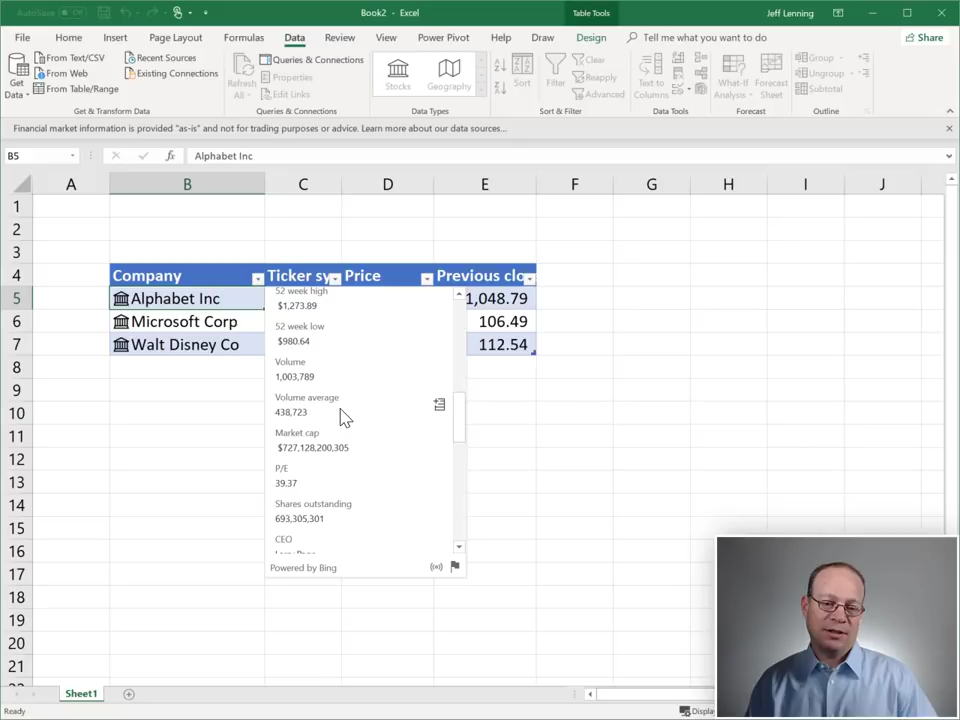 AutoSave Off
Book2 - Excel
Table Tools
Jeff Lenning
File Home Insert Page Layout Formulas Data Review View Power Pivot Help Draw Design Tell me what you want to do Share
Get Data
From Text/CSV
From Web
From Table/Range
Recent Sources
Existing Connections
Get & Transform Data
Refresh All
Queries & Connections
Properties
Edit Links
Queries & Connections
Stocks
Geography
Data Types
Sort
Filter
Clear
Reapply
Advanced
Sort & Filter
Text to Columns
Data Tools
What-If Analysis
Forecast Sheet
Forecast
Group
Ungroup
Subtotal
Outline
Financial market information is provided "as-is" and not for trading purposes or advice. Learn more about our data sources...
B5
fx
Alphabet Inc
A B C D E F G H I J
1
2
3
4 Company Ticker sy Price Previous clo
5 Alphabet Inc 1,048.79
6 Microsoft Corp 106.49
7 Walt Disney Co 112.54
8
9
10
11
12
13
14
15
16
17
18
19
20
21
52 week high
$1,273.89
52 week low
$980.64
Volume
1,003,789
Volume average
438,723
Market cap
$727,128,200,305
P/E
39.37
Shares outstanding
693,305,301
CEO
Powered by Bing
Sheet1
Ready